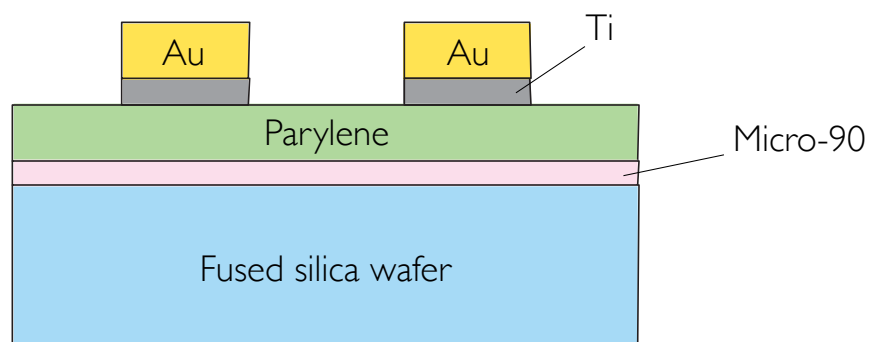 Ti
Au
Au
Parylene
Micro-90
Fused silica wafer